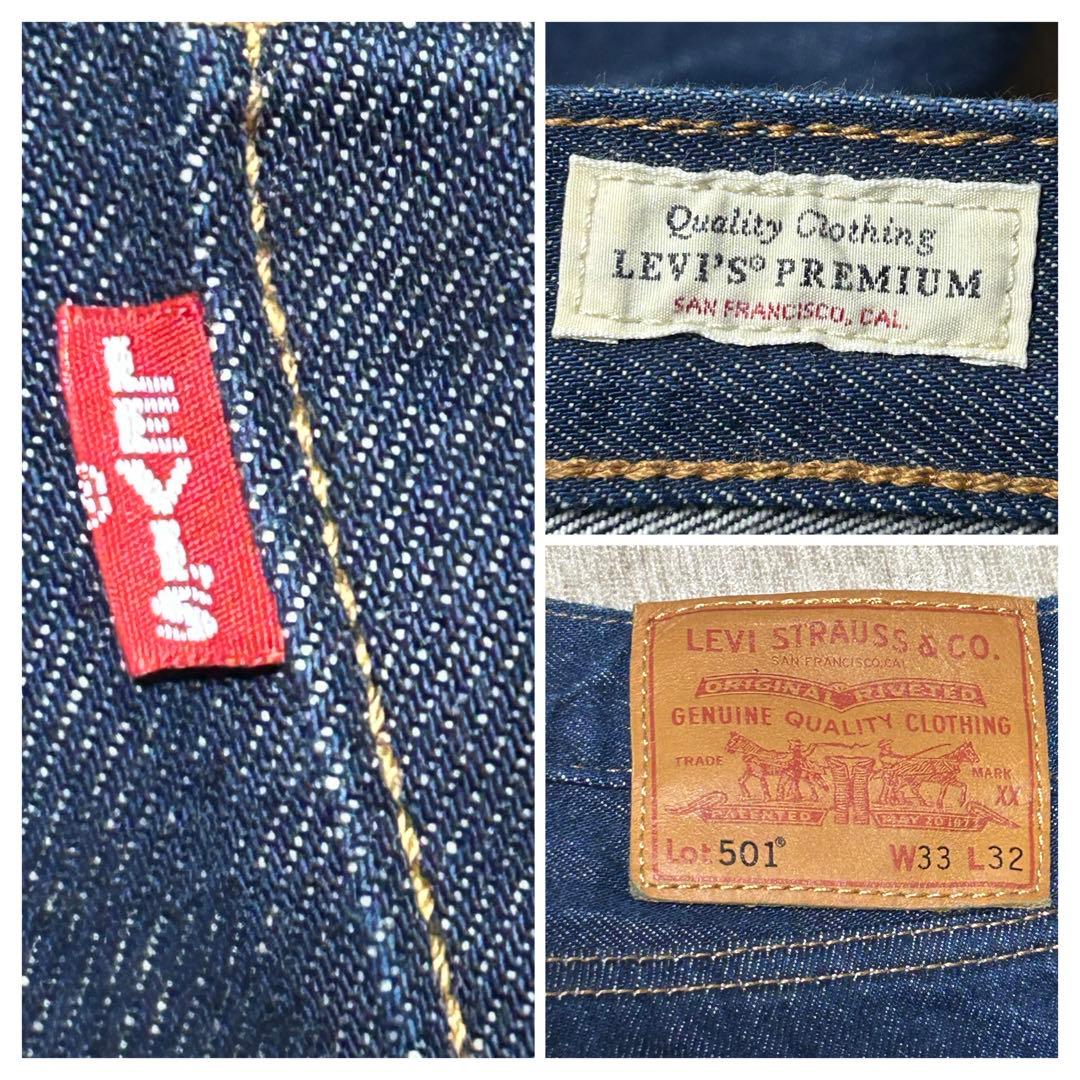 LEVI'S
®
Quality Clothing
LEVI'S® PREMIUM
SAN FRANCISCO, CAL.
LEVI STRAUSS & CO.
SAN FRANCISCO, CAL
ORIGINAL RIVETED
GENUINE QUALITY CLOTHING
TRADE MARK
XX
PATENTED MAY 20 1873
Lot 501® W33 L32